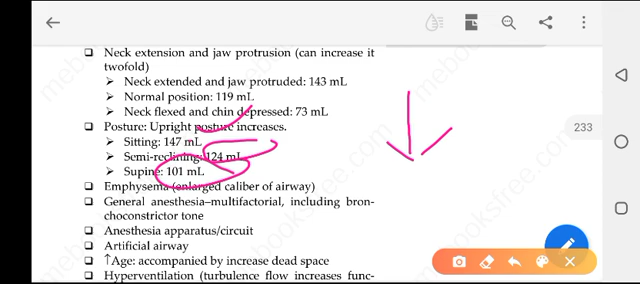 ❑ Neck extension and jaw protrusion (can increase it
twofold)
➤ Neck extended and jaw protruded: 143 mL
➤ Normal position: 119 mL
➤ Neck flexed and chin depressed: 73 mL
❑ Posture: Upright posture increases.
➤ Sitting: 147 mL
➤ Semi-reclining: 124 mL
➤ Supine: 101 mL
❑ Emphysema (enlarged caliber of airway)
❑ General anesthesia–multifactorial, including bron-
choconstrictor tone
❑ Anesthesia apparatus/circuit
❑ Artificial airway
❑ ↑Age: accompanied by increase dead space
❑ Hyperventilation (turbulence flow increases func-
233